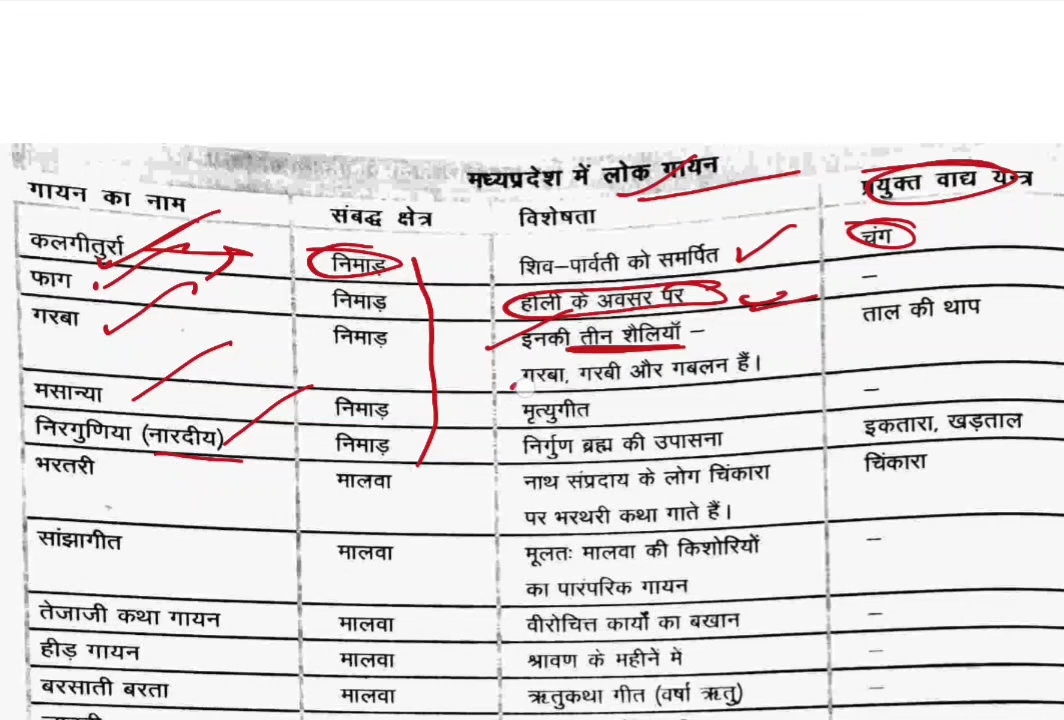 मध्यप्रदेश में लोक गायन
गायन का नाम संबद्ध क्षेत्र विशेषता प्रयुक्त वाद्य यन्त्र
कलगीतुर्रा निमाड़ शिव-पार्वती को समर्पित चंग
फाग निमाड़ होली के अवसर पर –
गरबा निमाड़ इनकी तीन शैलियाँ – ताल की थाप
गरबा, गरबी और गबलन हैं।
मसान्या निमाड़ मृत्युगीत –
निरगुणिया (नारदीय) निमाड़ निर्गुण ब्रह्म की उपासना इकतारा, खड़ताल
भरतरी मालवा नाथ संप्रदाय के लोग चिंकारा चिंकारा
पर भरथरी कथा गाते हैं।
सांझागीत मालवा मूलतः मालवा की किशोरियों –
का पारंपरिक गायन
तेजाजी कथा गायन मालवा वीरोचित्त कार्यों का बखान –
हीड़ गायन मालवा श्रावण के महीनें में –
बरसाती बरता मालवा ऋतुकथा गीत (वर्षा ऋतु) –